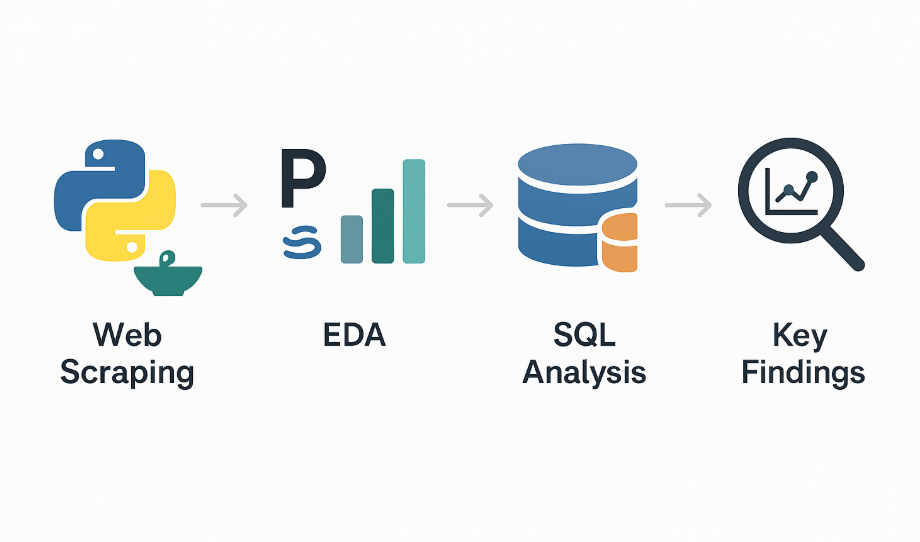 P
Web
Scraping
EDA
SQL
Analysis
Key
Findings